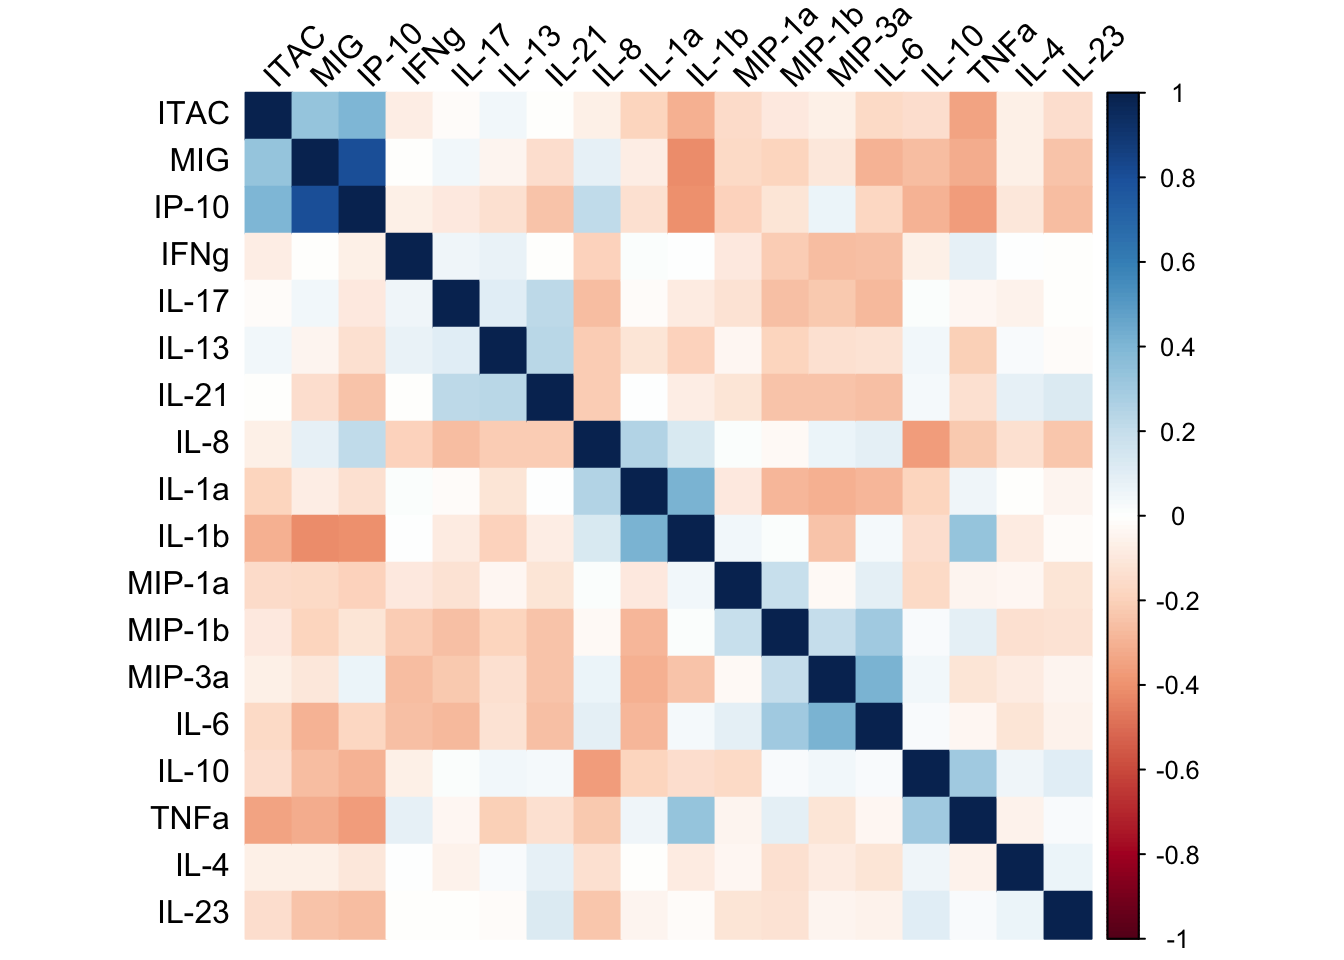 ITAC
MIG
IP-10
IFNg
IL-17
IL-13
IL-21
IL-8
IL-1a
IL-1b
MIP-1a
MIP-1b
MIP-3a
IL-6
IL-10
TNFa
IL-4
IL-23
ITAC
MIG
IP-10
IFNg
IL-17
IL-13
IL-21
IL-8
IL-1a
IL-1b
MIP-1a
MIP-1b
MIP-3a
IL-6
IL-10
TNFa
IL-4
IL-23
1
0.8
0.6
0.4
0.2
0
-0.2
-0.4
-0.6
-0.8
-1